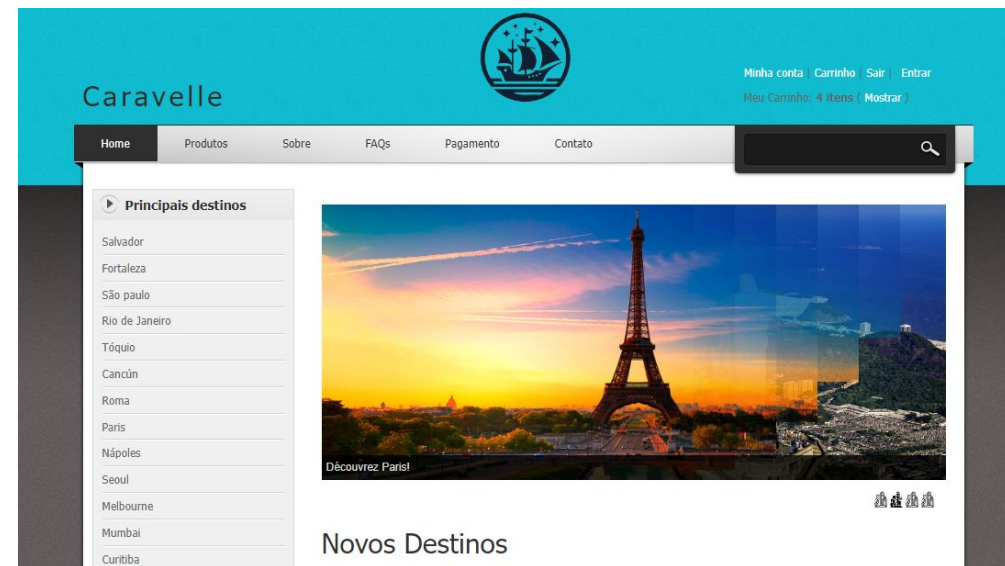 Caravelle
Minha conta | Carrinho | Sair | Entrar
Meu Carrinho: 4 itens ( Mostrar )
Home Produtos Sobre FAQs Pagamento Contato
Principais destinos
Salvador
Fortaleza
São paulo
Rio de Janeiro
Tóquio
Cancún
Roma
Paris
Nápoles
Seoul
Melbourne
Mumbai
Curitiba
Découvrez Paris!
Novos Destinos